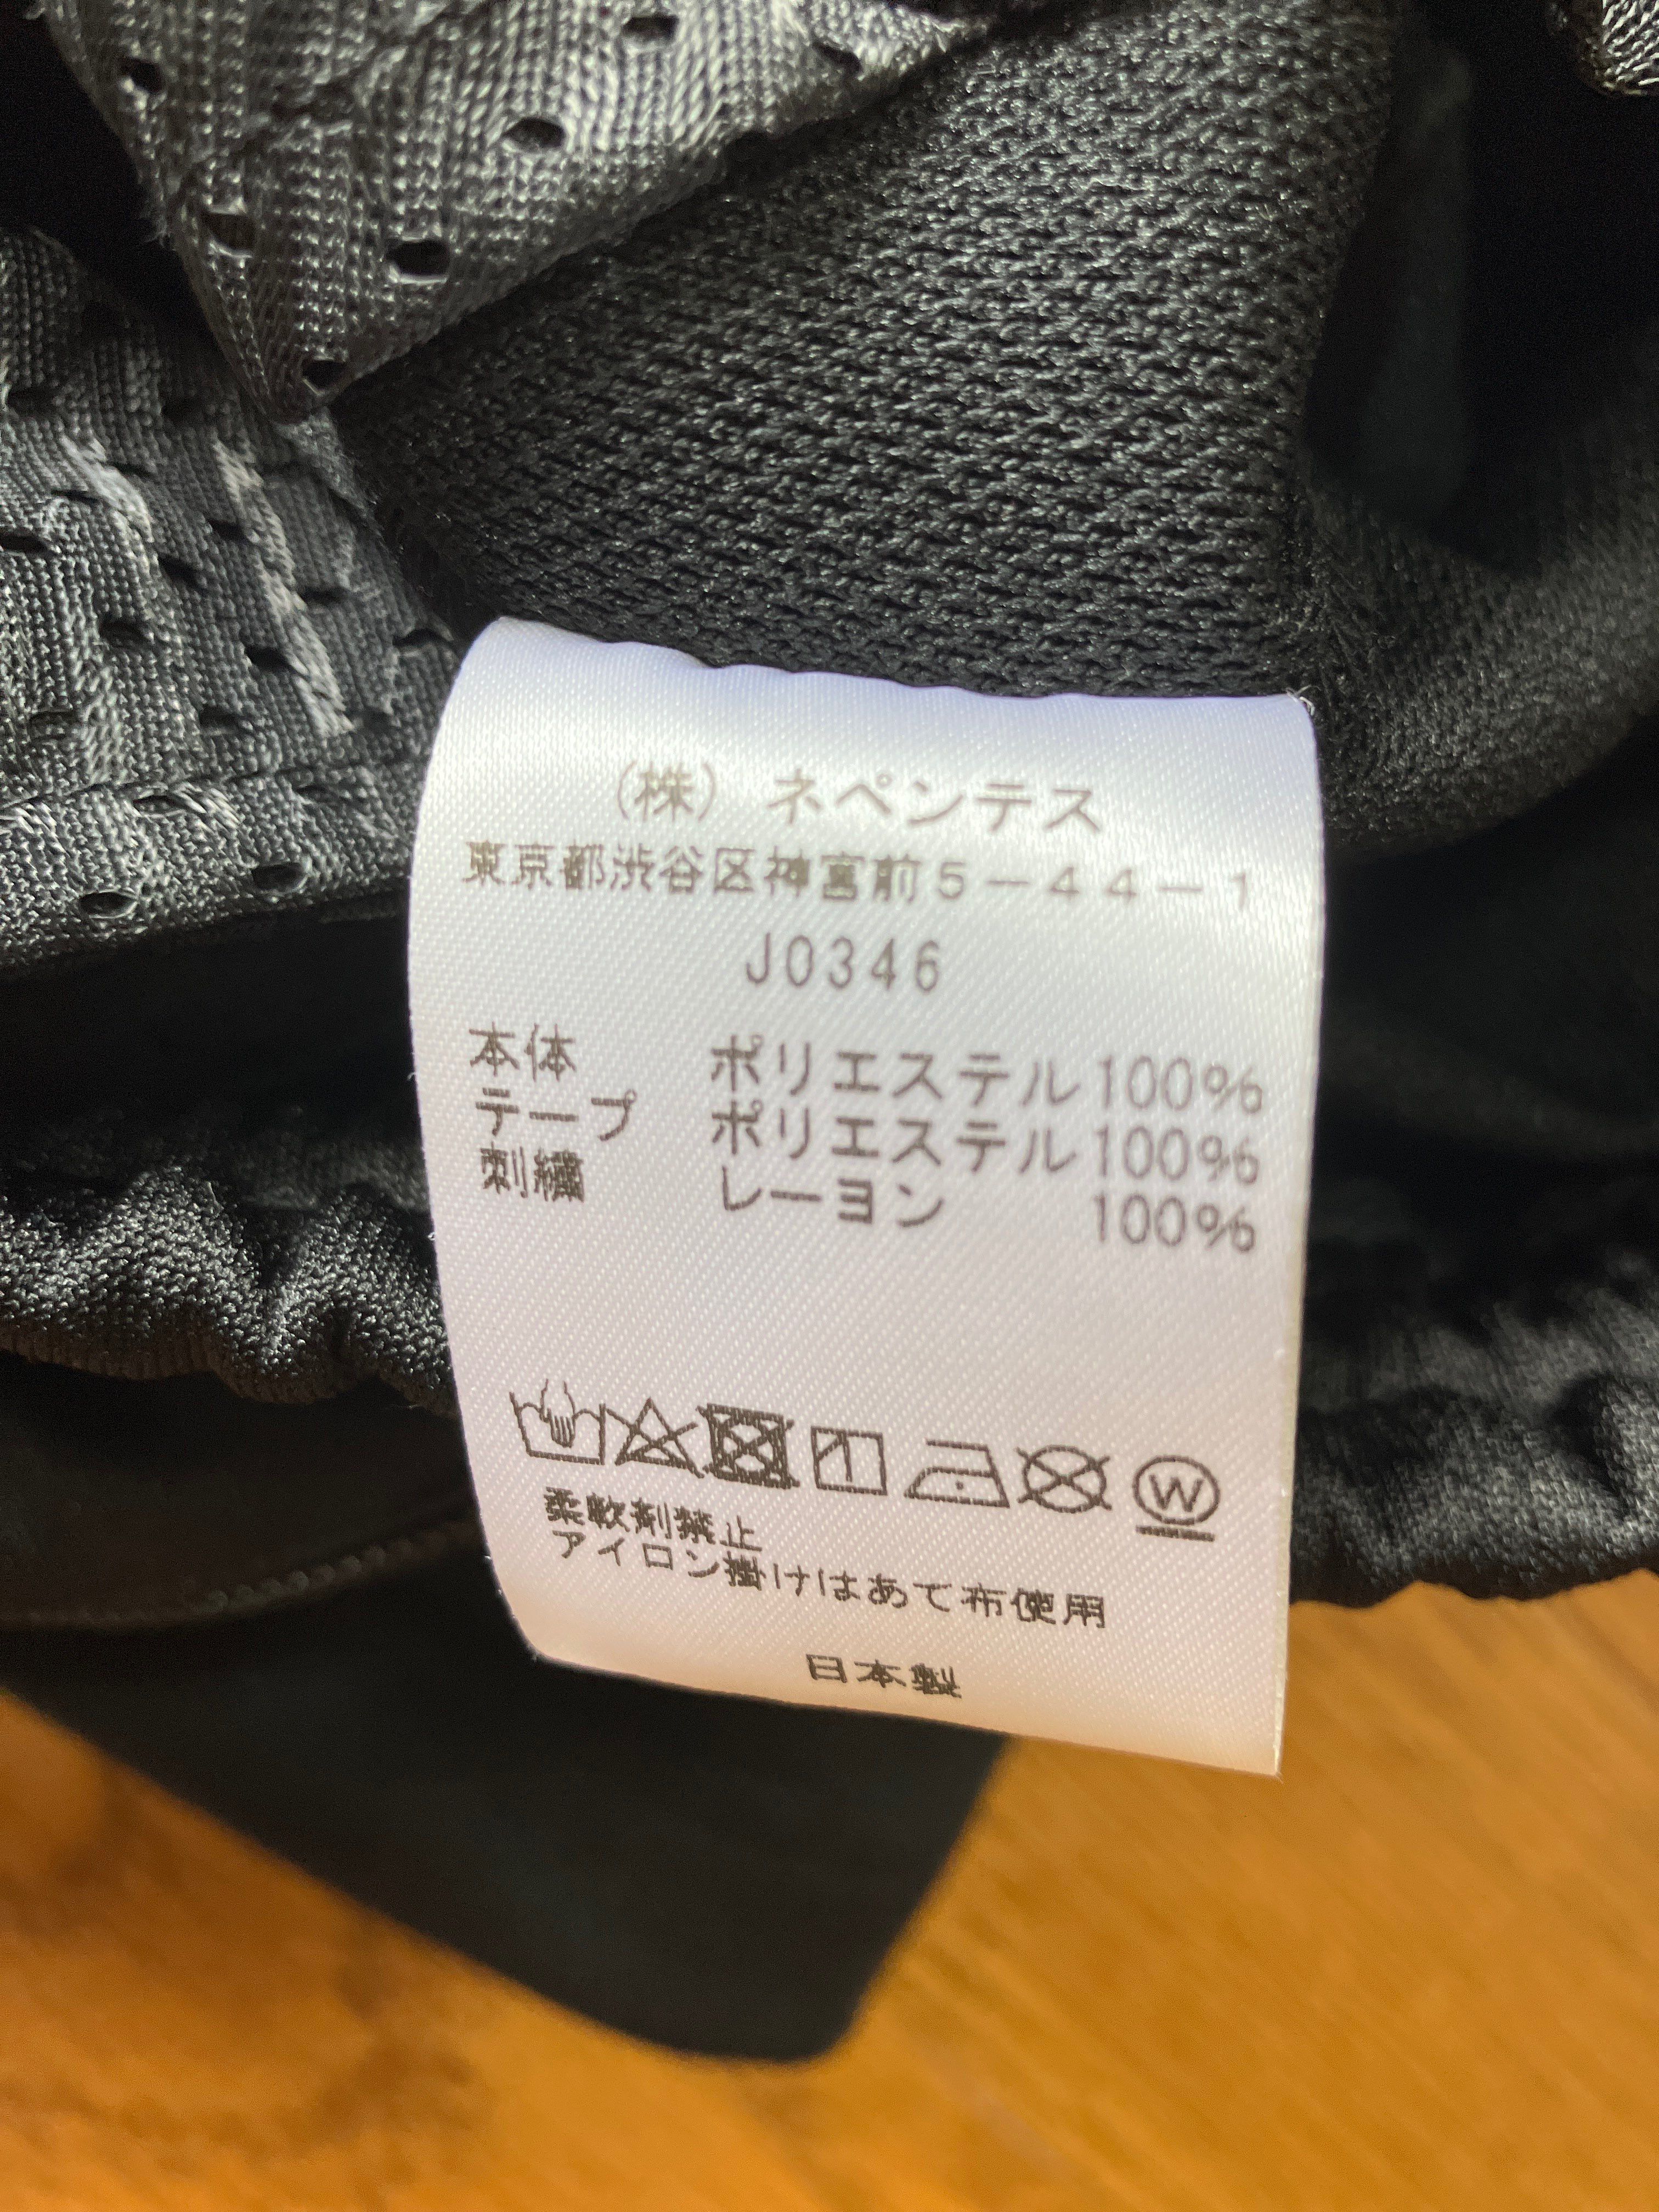 (株) ネペンテス
東京都渋谷区神宮前5-44-1
J0346
本体 ポリエステル100%
テープ ポリエステル100%
刺繍 レーヨン 100%
W
柔軟剤禁止
アイロン掛けはあて布使用
日本製